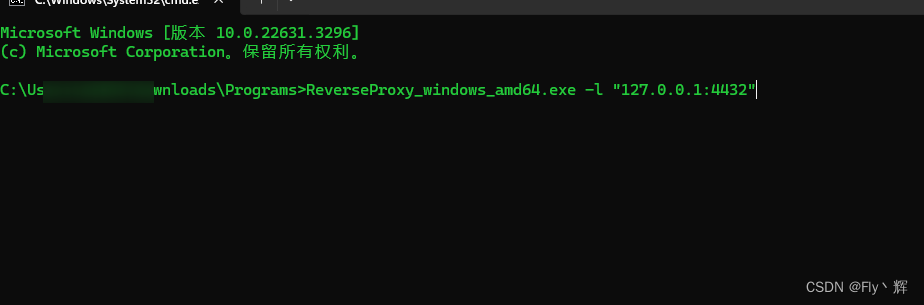 C:\Windows\System32\cmd.e
Microsoft Windows [版本 10.0.22631.3296]
(c) Microsoft Corporation。保留所有权利。
C:\Us wnloads\Programs>ReverseProxy_windows_amd64.exe -l "127.0.0.1:4432"
CSDN @Fly丶辉